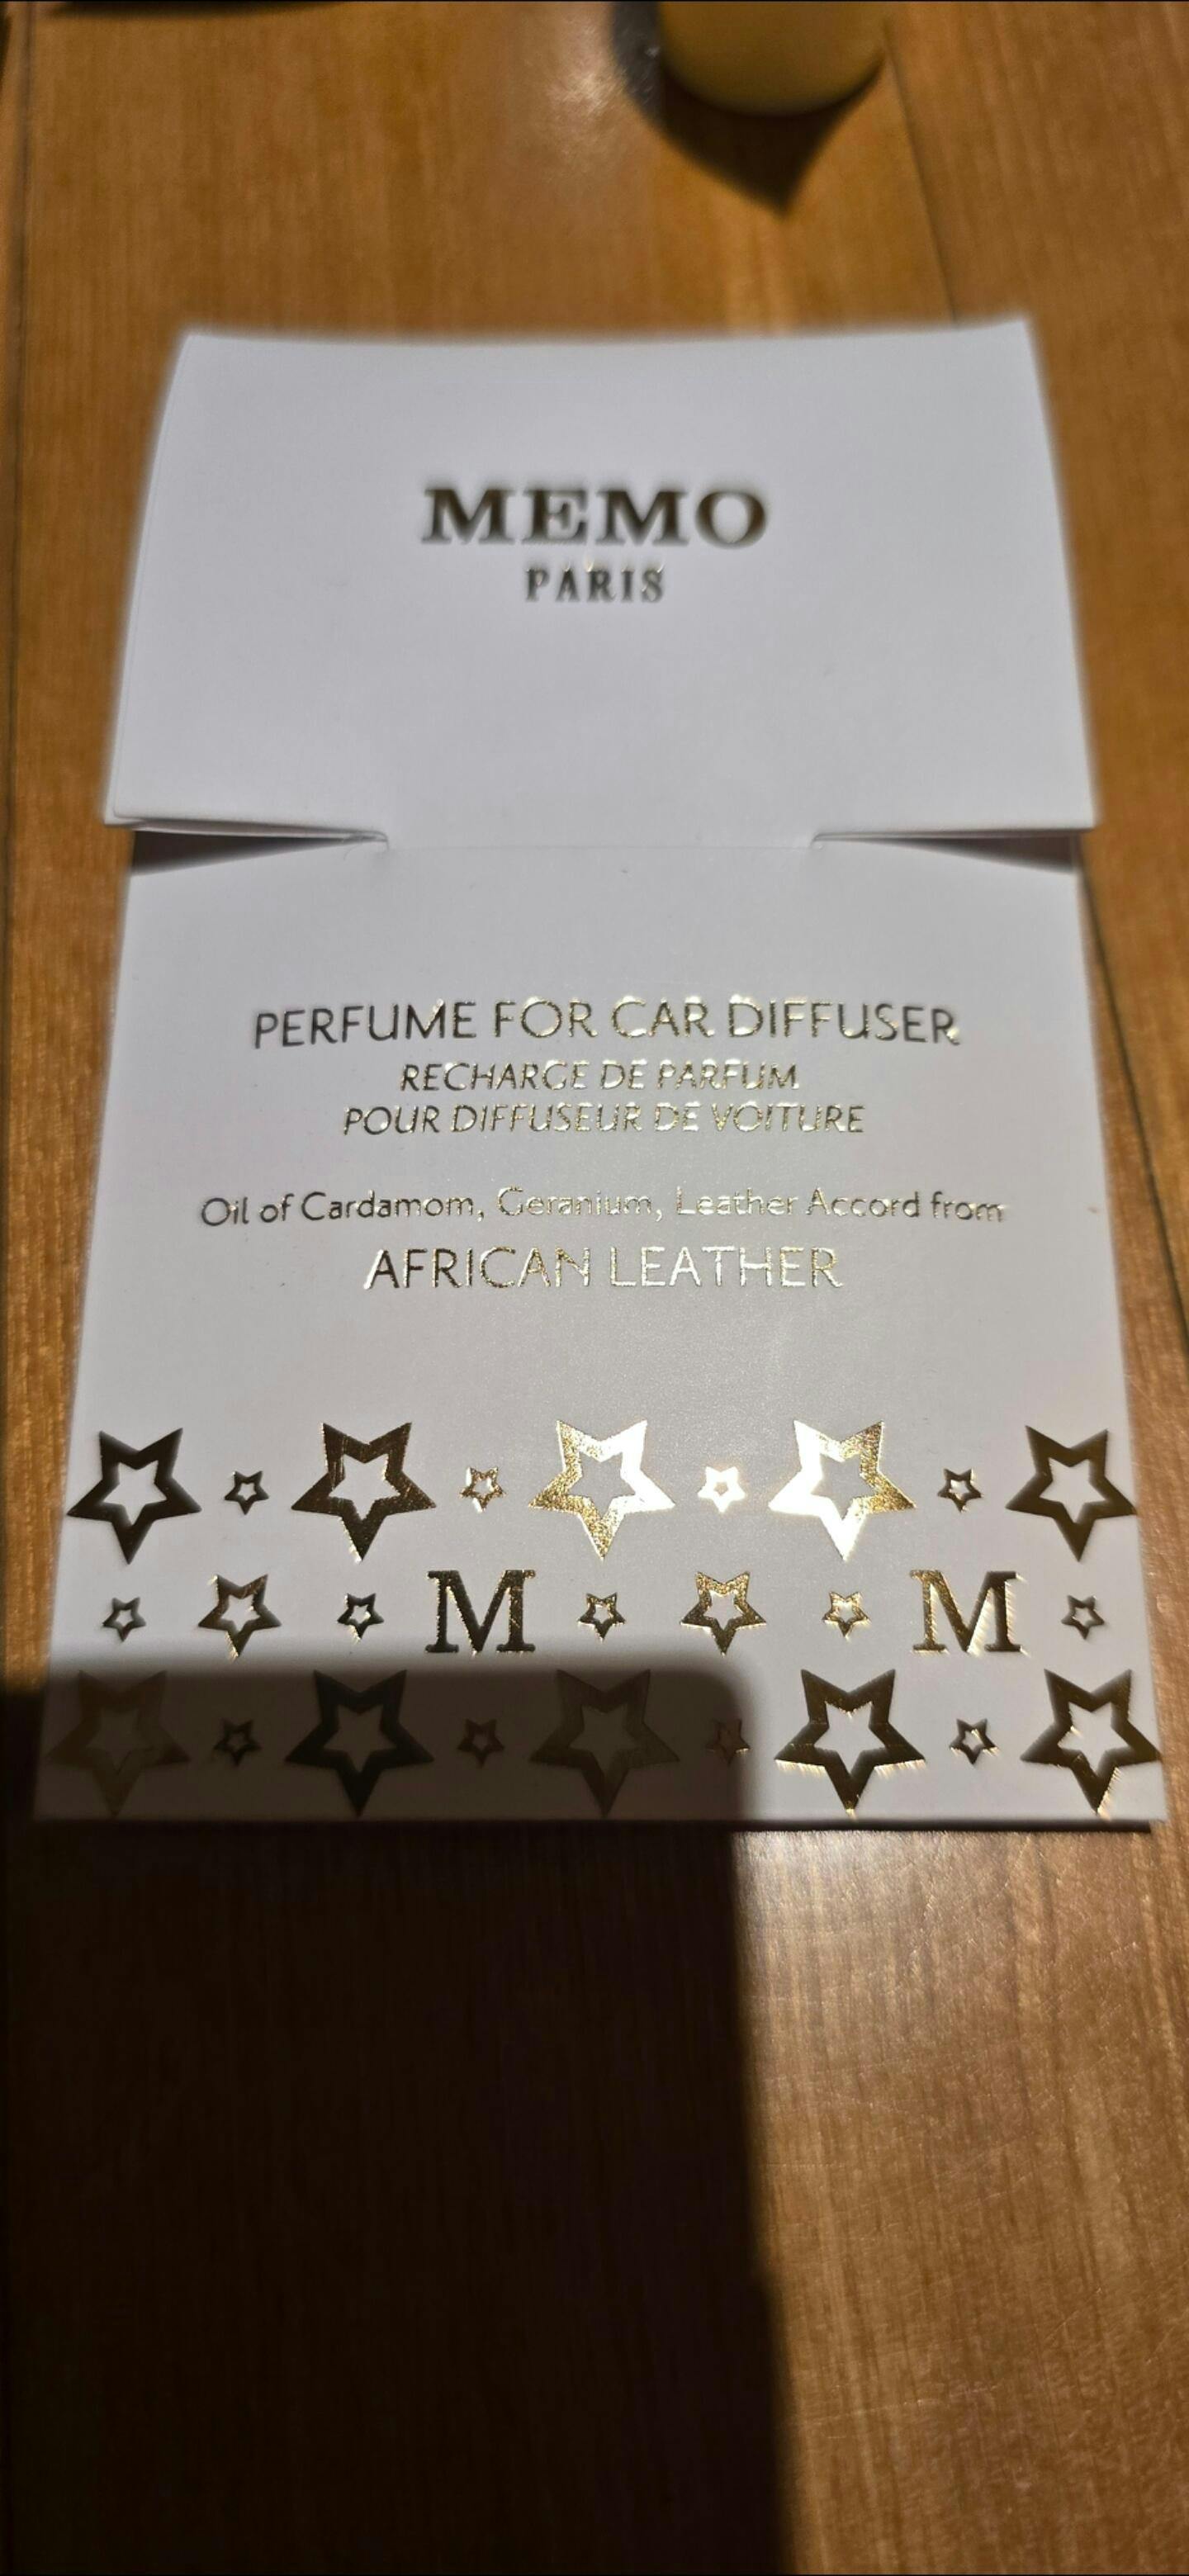 MEMO
PARIS
PERFUME FOR CAR DIFFUSER
RECHARGE DE PARFUM
POUR DIFFUSEUR DE VOITURE
Oil of Cardamom, Geranium, Leather Accord from
AFRICAN LEATHER
M M